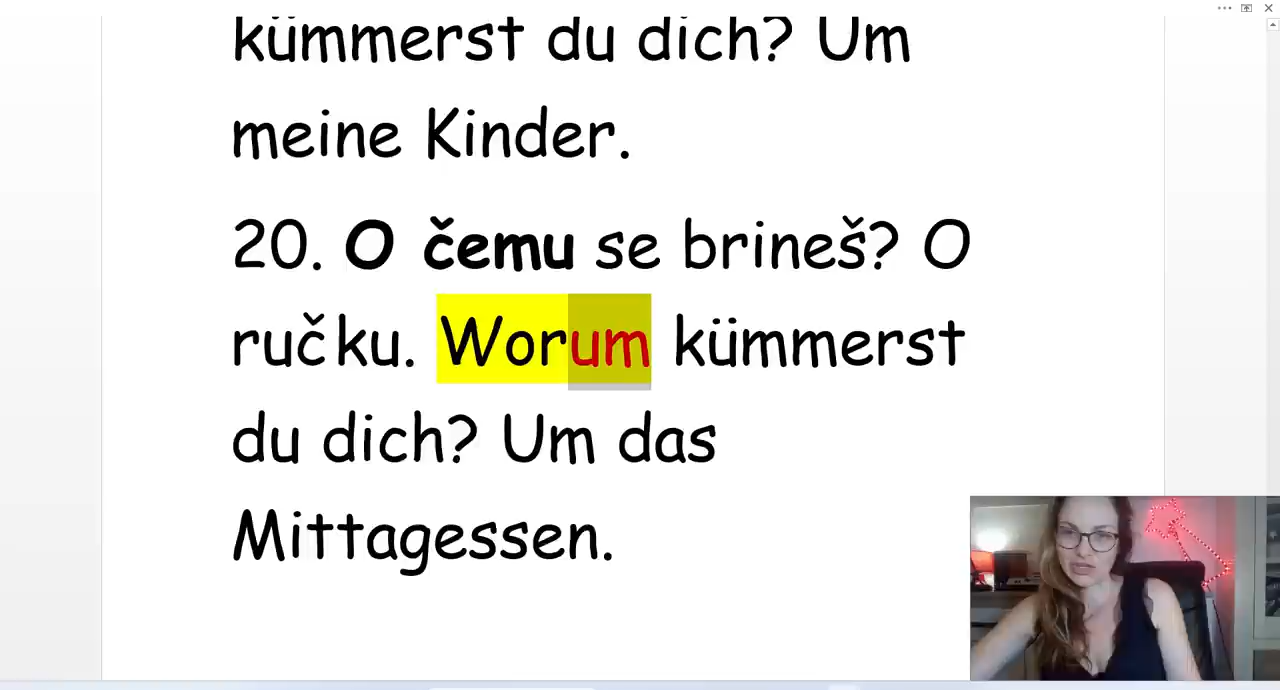 kümmerst du dich? Um
meine Kinder.
20. O čemu se brineš? O
ručku. Worum kümmerst
du dich? Um das
Mittagessen.